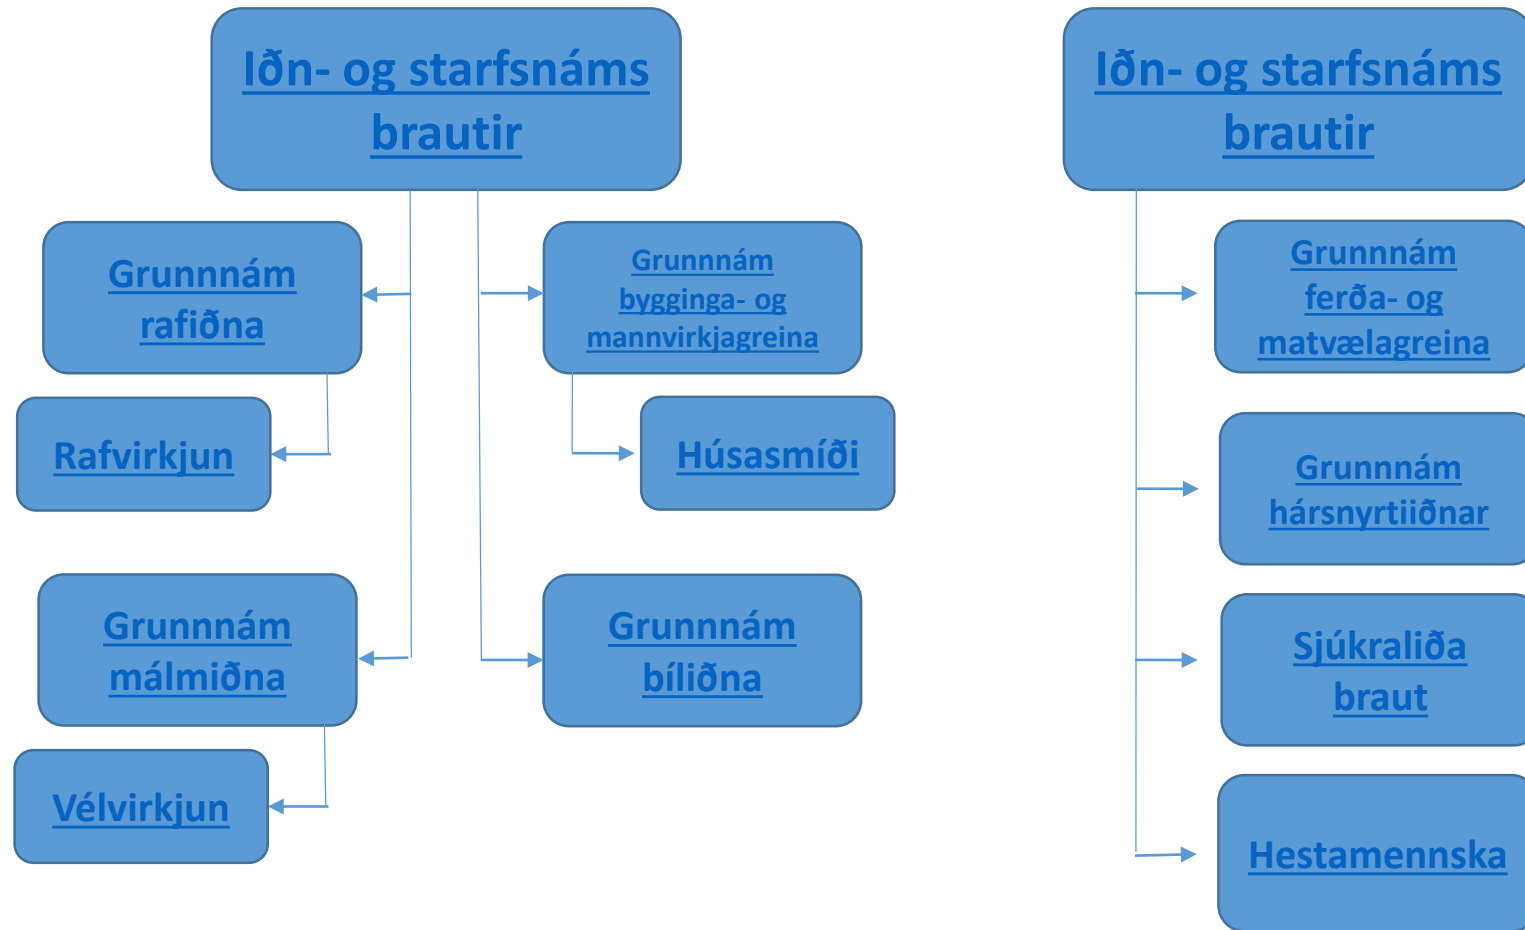 Iðn- og starfsnáms
brautir
Grunnnám
rafiðna
Rafvirkjun
Grunnnám
bygginga- og
mannvirkjagreina
Húsasmíði
Grunnnám
málmiðna
Vélvirkjun
Grunnnám
bíliðna
Iðn- og starfsnáms
brautir
Grunnnám
ferða- og
matvælagreina
Grunnnám
hársnyrtiiðnar
Sjúkraliða
braut
Hestamennska